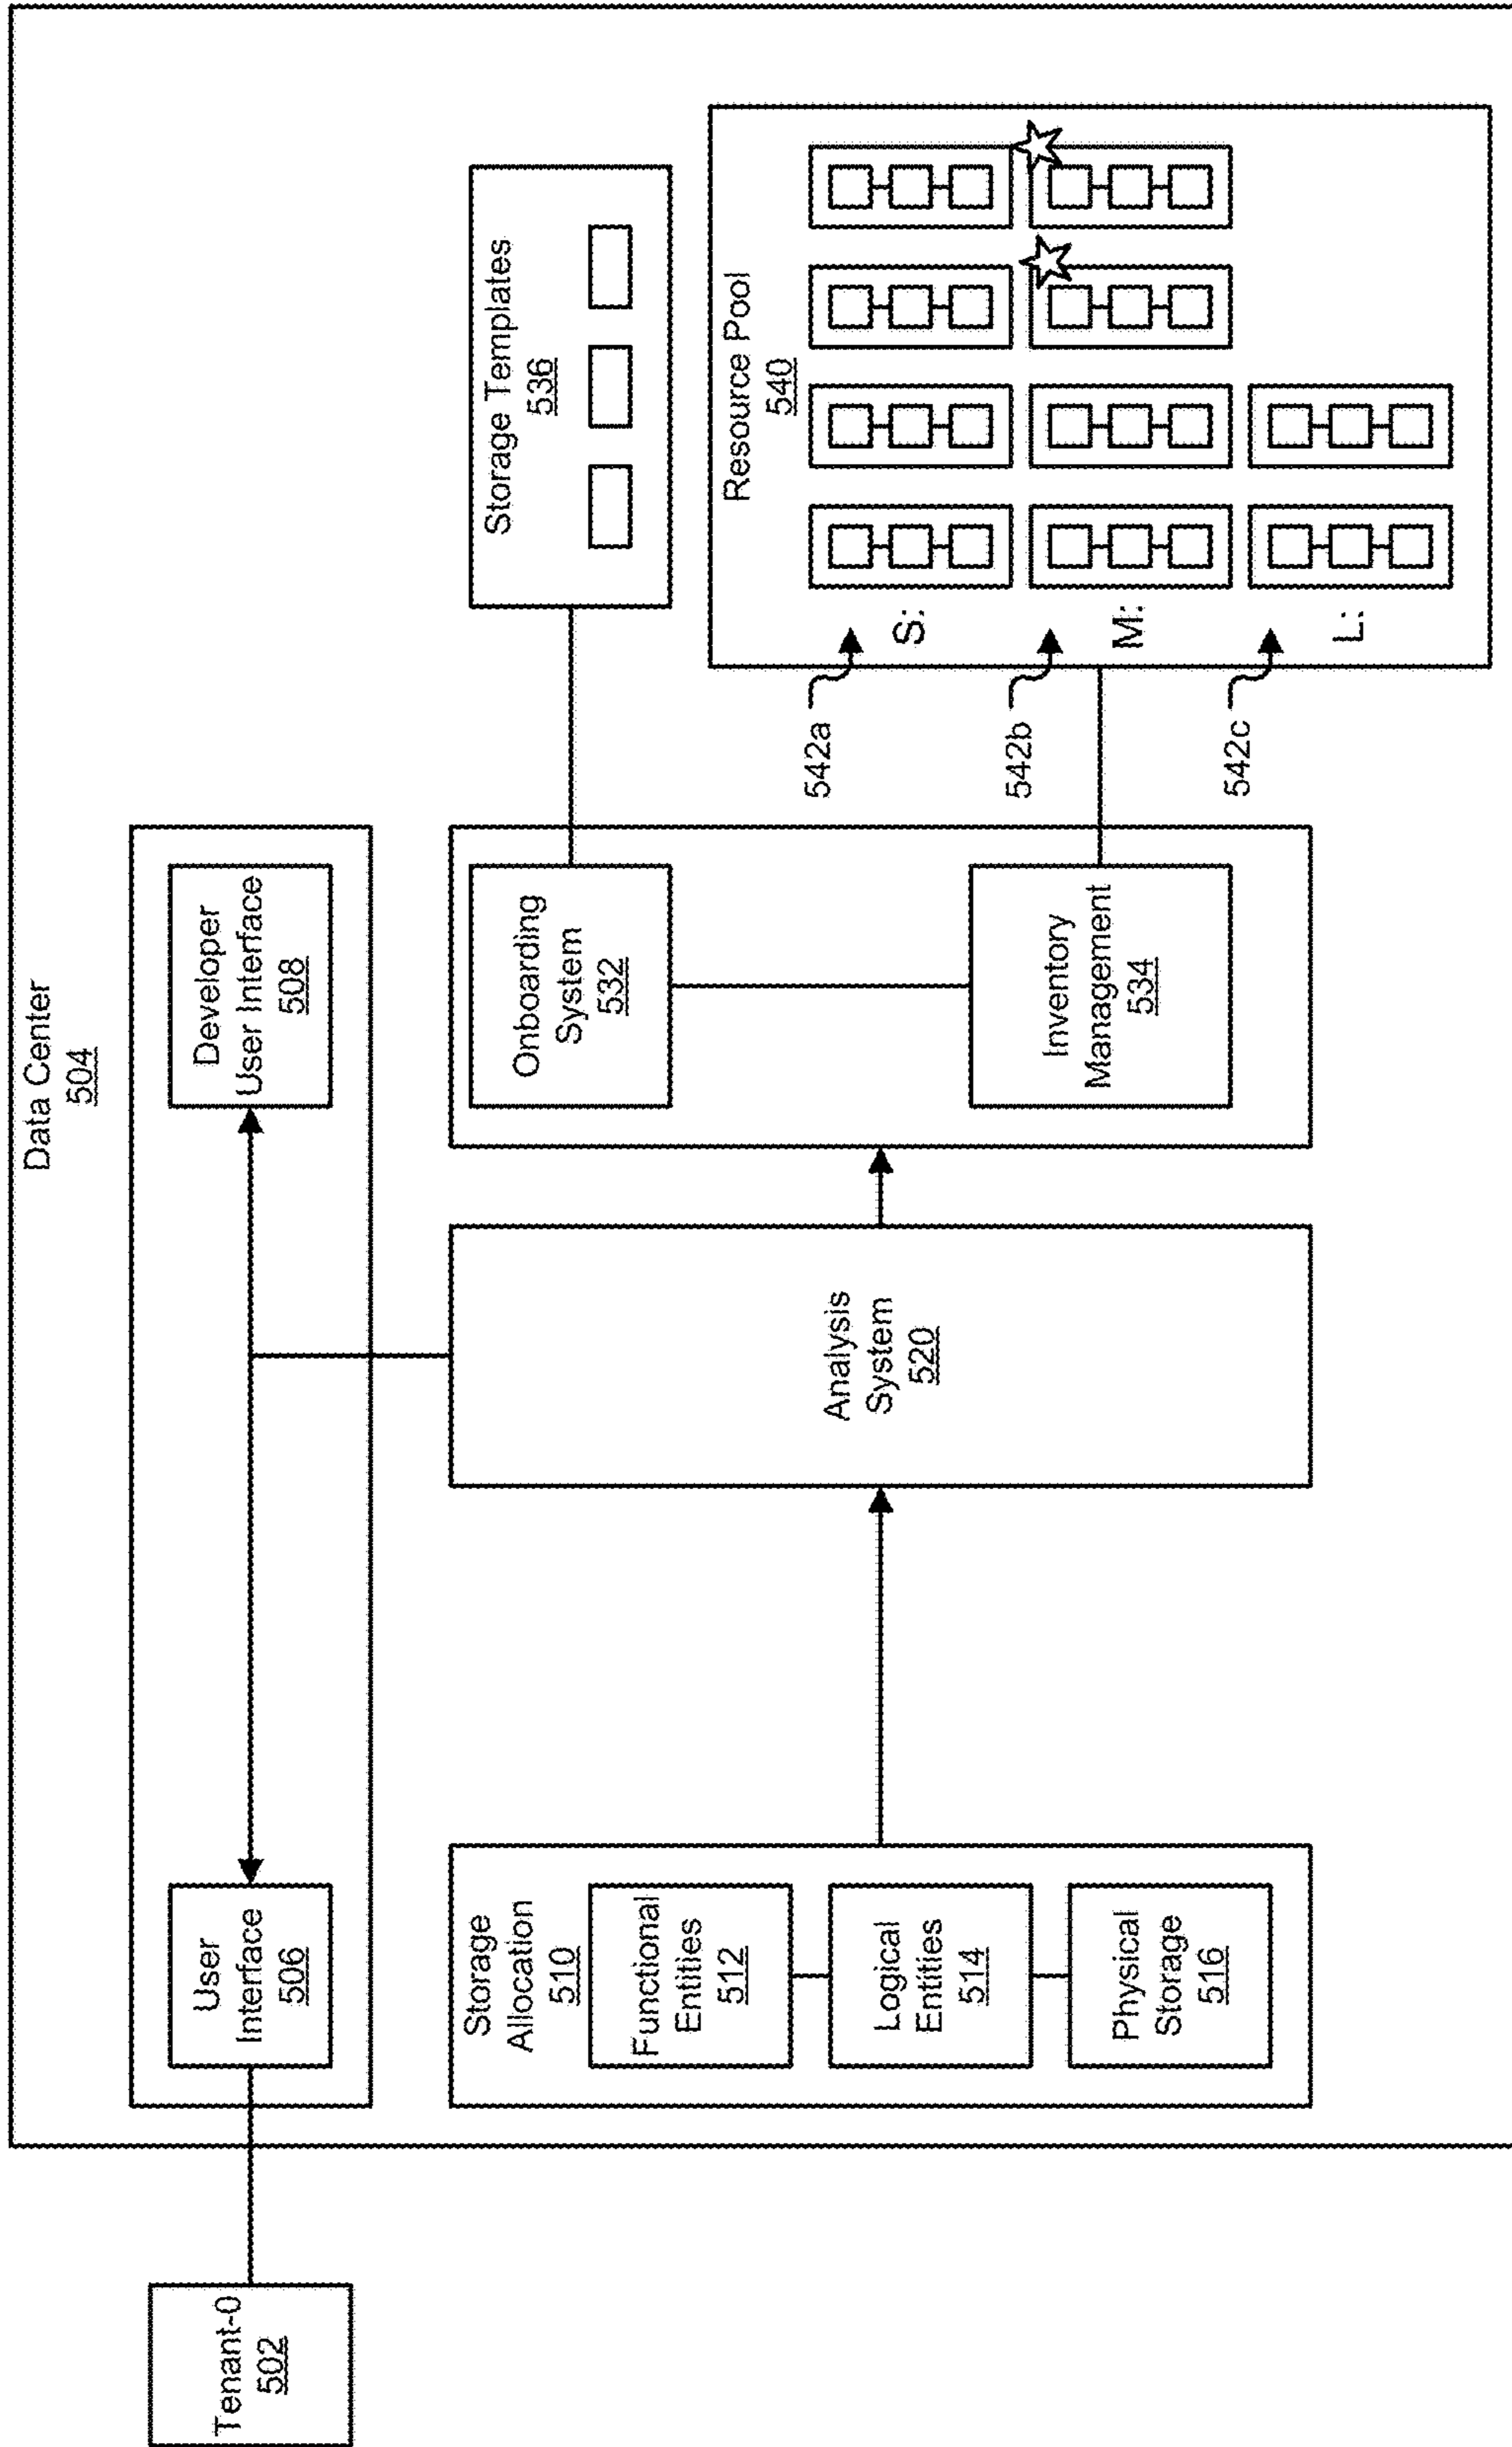 Data Center
504
Tenant-0
502
User
Interface
506
Developer
User Interface
508
Storage
Allocation
510
Functional
Entities
512
Logical
Entities
514
Physical
Storage
516
Analysis
System
520
Onboarding
System
532
Inventory
Management
534
Storage Templates
536
Resource Pool
540
542a
S:
542b
M:
542c
L: